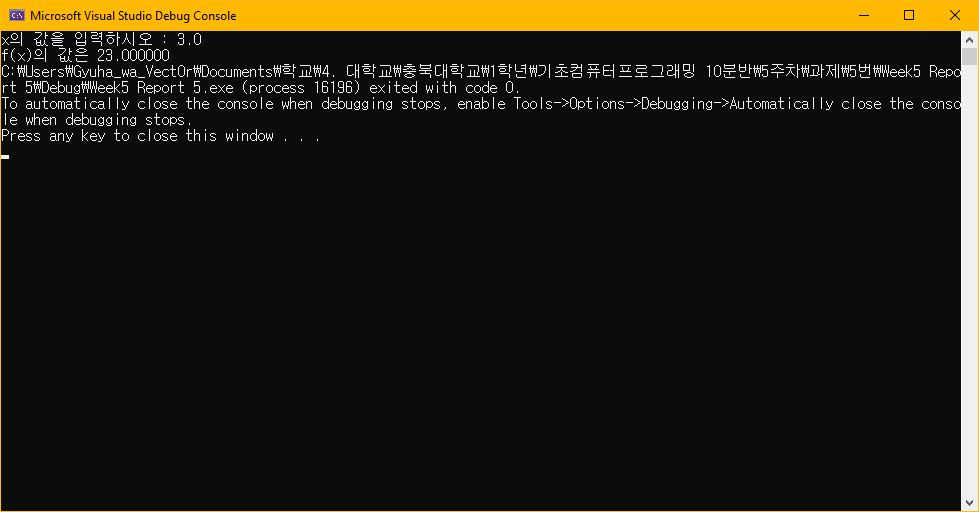 Microsoft Visual Studio Debug Console
x의 값을 입력하시오 : 3.0
f(x)의 값은 23.000000
C:₩Users₩Gyuha_wa_VectOr₩Documents₩학교₩4. 대학교₩충북대학교₩1학년₩기초컴퓨터프로그래밍 10분반₩5주차₩과제₩5번₩Week5 Repo
rt 5₩Debug₩Week5 Report 5.exe (process 16196) exited with code 0.
To automatically close the console when debugging stops, enable Tools->Options->Debugging->Automatically close the conso
le when debugging stops.
Press any key to close this window . . .